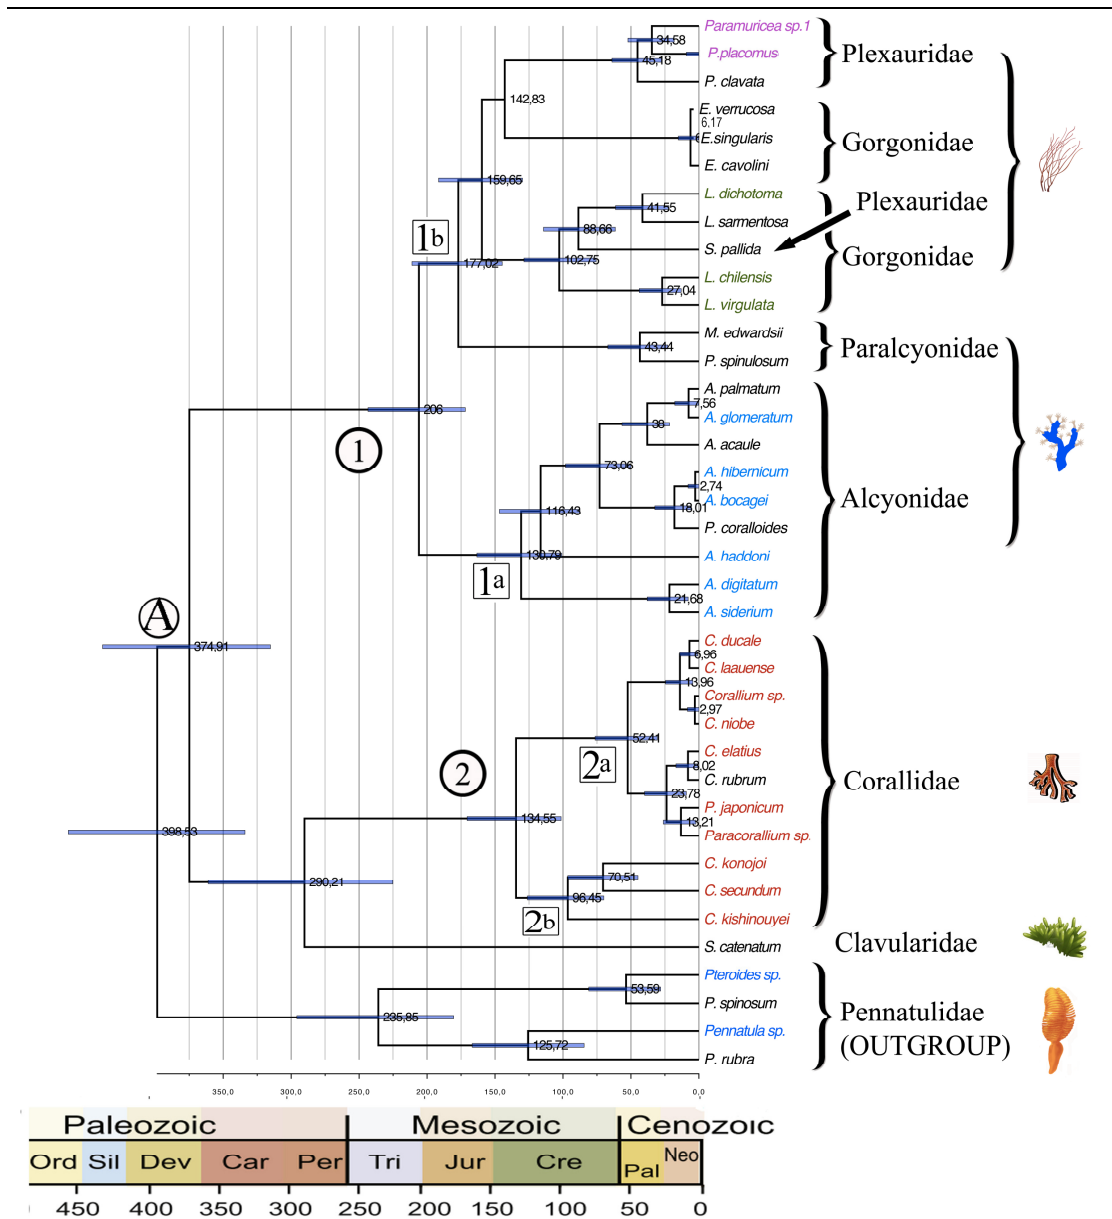 Paramuricea sp.1
34,58
P.placomus
Plexauridae
45,18
P. clavata
142,83
E. verrucosa
6,17
E.singularis
Gorgonidae
E. cavolini
159,65
L. dichotoma
41,55
Plexauridae
L. sarmentosa
88,66
1b
S. pallida
177,02
102,75
Gorgonidae
L. chilensis
27,04
L. virgulata
M. edwardsii
43,44
Paralcyonidae
P. spinulosum
A. palmatum
7,56
206
A. glomeratum
38
A. acaule
1
73,06
A. hibernicum
2,74
A. bocagei
Alcyonidae
18,01
116,43
P. coralloides
130,79
A. haddoni
1a
A. digitatum
21,68
A. siderium
A
374,91
C. ducale
6,96
C. laauense
13,96
Corallium sp.
2,97
C. niobe
52,41
C. elatius
2a
8,02
2
C. rubrum
Corallidae
23,78
P. japonicum
134,55
13,21
Paracorallium sp.
398,53
C. konojoi
70,51
290,21
C. secundum
96,45
2b
C. kishinouyei
Clavularidae
S. catenatum
Pteroides sp.
53,59
P. spinosum
Pennatulidae
235,85
Pennatula sp.
(OUTGROUP)
125,72
P. rubra
350,0 300,0 250,0 200,0 150,0 100,0 50,0 0,0
Paleozoic Mesozoic Cenozoic
Ord Sil Dev Car Per Tri Jur Cre Pal Neo
450 400 350 300 250 200 150 100 50 0